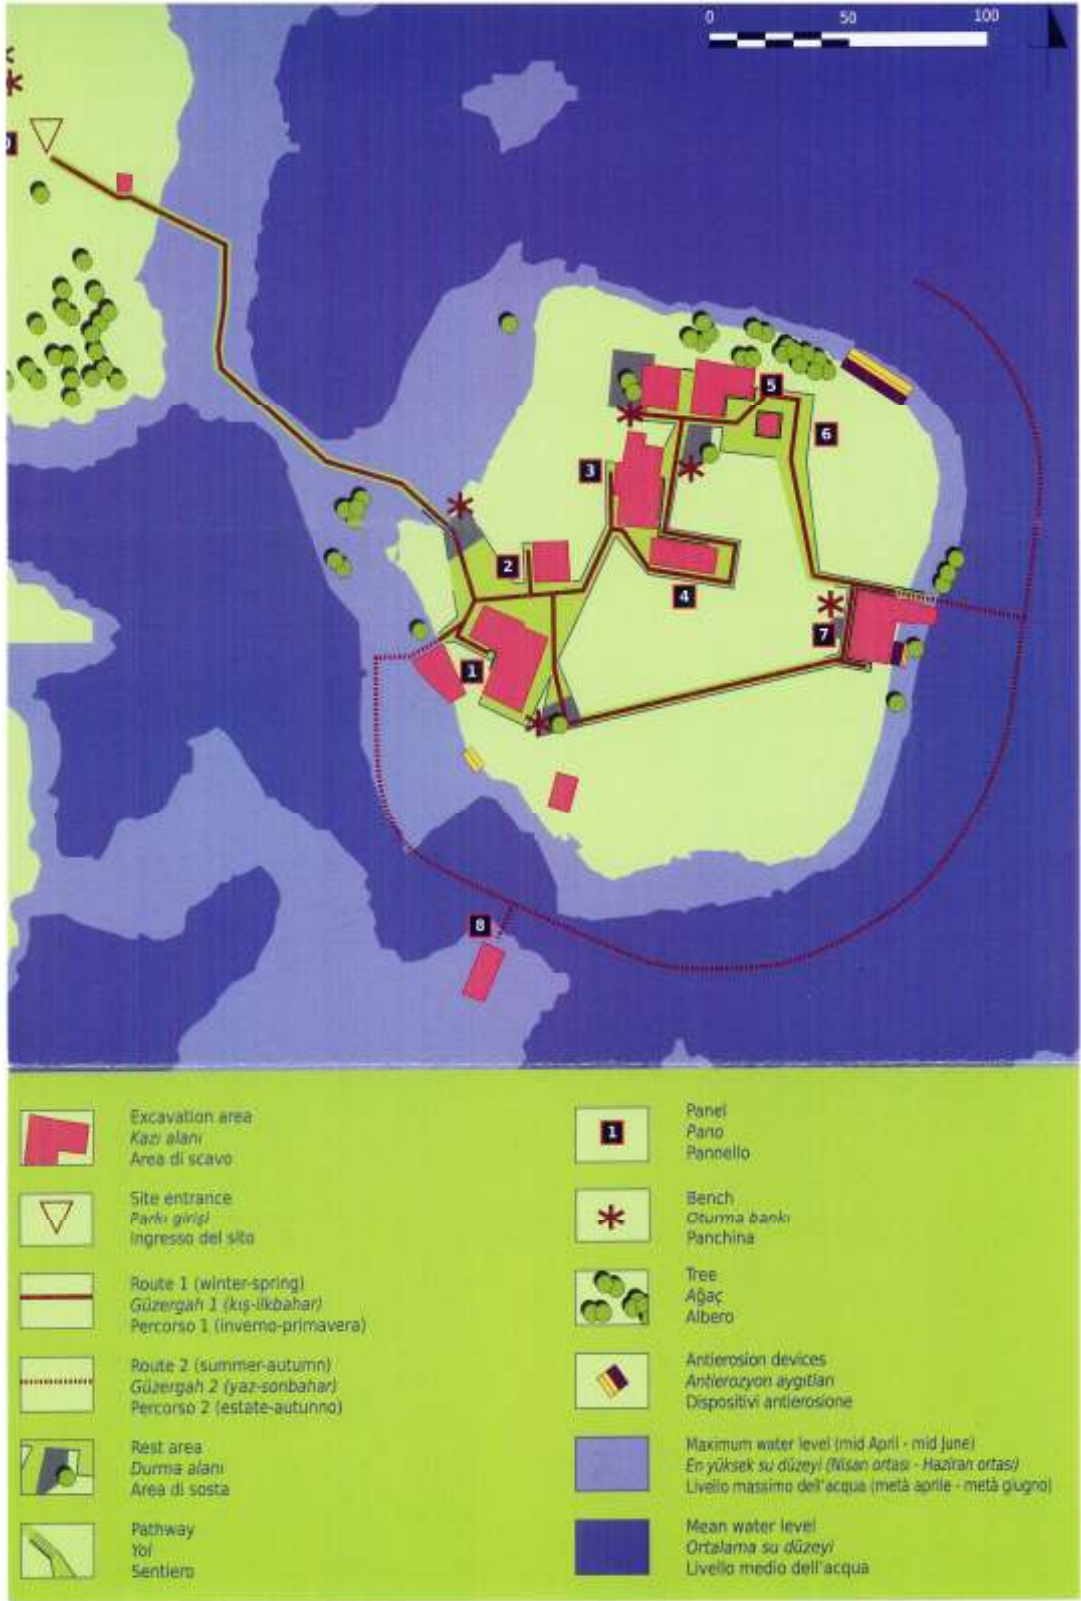 0 50 100
5
6
3
2
4
7
1
8
Excavation area
Kazı alanı
Area di scavo
Site entrance
Parkı girişi
Ingresso del sito
Route 1 (winter-spring)
Güzergah 1 (kış-ilkbahar)
Percorso 1 (inverno-primavera)
Route 2 (summer-autumn)
Güzergah 2 (yaz-sonbahar)
Percorso 2 (estate-autunno)
Rest area
Durma alanı
Area di sosta
Pathway
Yol
Sentiero
1
Panel
Pano
Pannello
Bench
Oturma bankı
Panchina
Tree
Ağaç
Albero
Antierosion devices
Antierozyon aygıtları
Dispositivi antierosione
Maximum water level (mid April - mid June)
En yüksek su düzeyi (Nisan ortası - Haziran ortası)
Livello massimo dell'acqua (metà aprile - metà giugno)
Mean water level
Ortalama su düzeyi
Livello medio dell'acqua